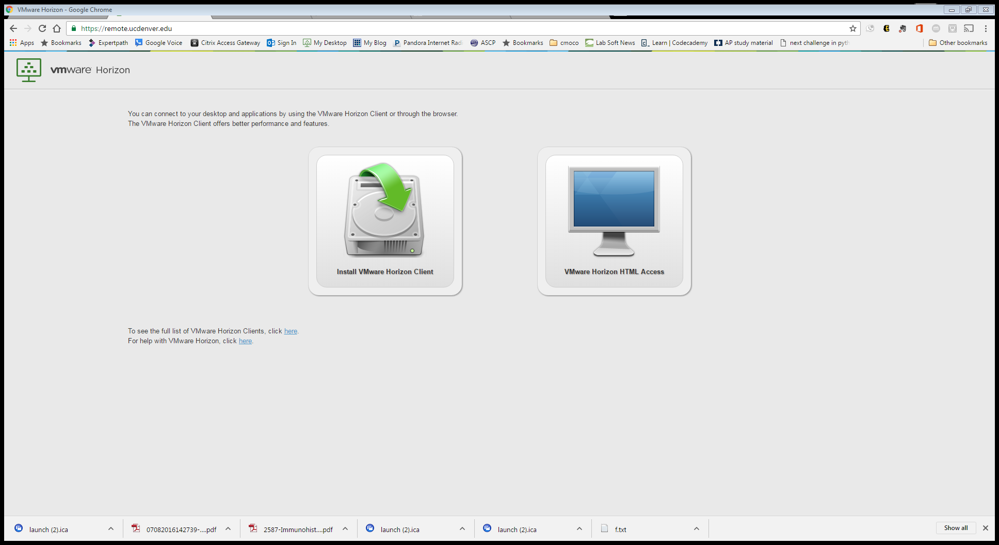 VMware Horizon - Google Chrome
https://remote.ucdenver.edu
Apps Bookmarks Expertpath Google Voice Citrix Access Gateway Sign In My Desktop My Blog Pandora Internet Radi ASCP Bookmarks cmoco Lab Soft News Learn | Codecademy AP study material next challenge in pyth Other bookmarks
vmware Horizon
You can connect to your desktop and applications by using the VMware Horizon Client or through the browser.
The VMware Horizon Client offers better performance and features.
Install VMware Horizon Client
VMware Horizon HTML Access
To see the full list of VMware Horizon Clients, click here.
For help with VMware Horizon, click here.
launch (2).ica 07082016142739-....pdf 2587-Immunohist....pdf launch (2).ica launch (2).ica f.txt Show all